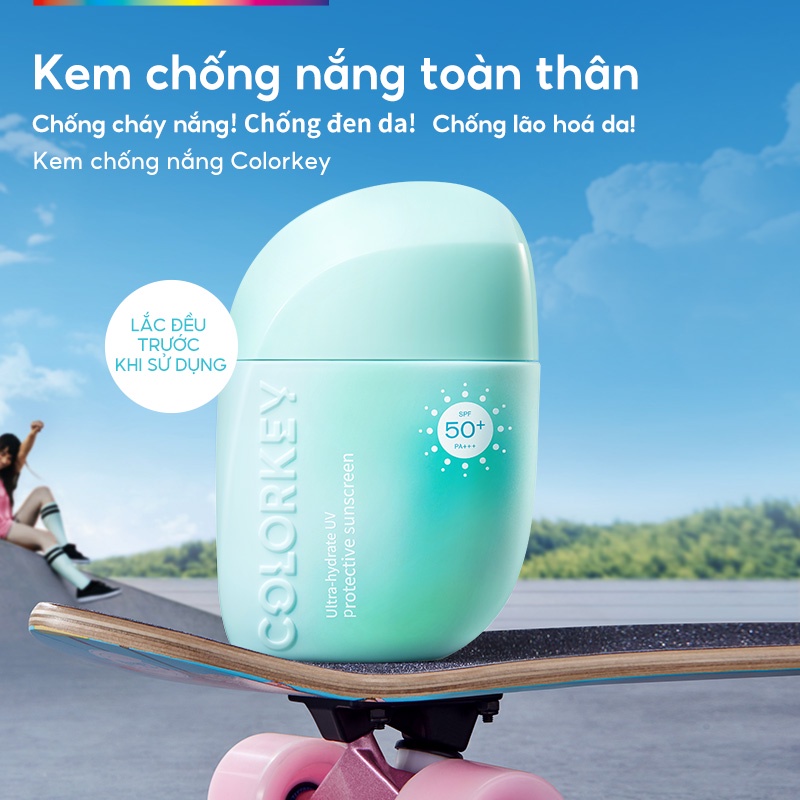 Kem chống nắng toàn thân
Chống cháy nắng! Chống đen da! Chống lão hoá da!
Kem chống nắng Colorkey
LẮC ĐỀU
TRƯỚC
KHI SỬ DỤNG
COLORKEY
Ultra-hydrate UV
protective sunscreen
SPF
50+
PA+++